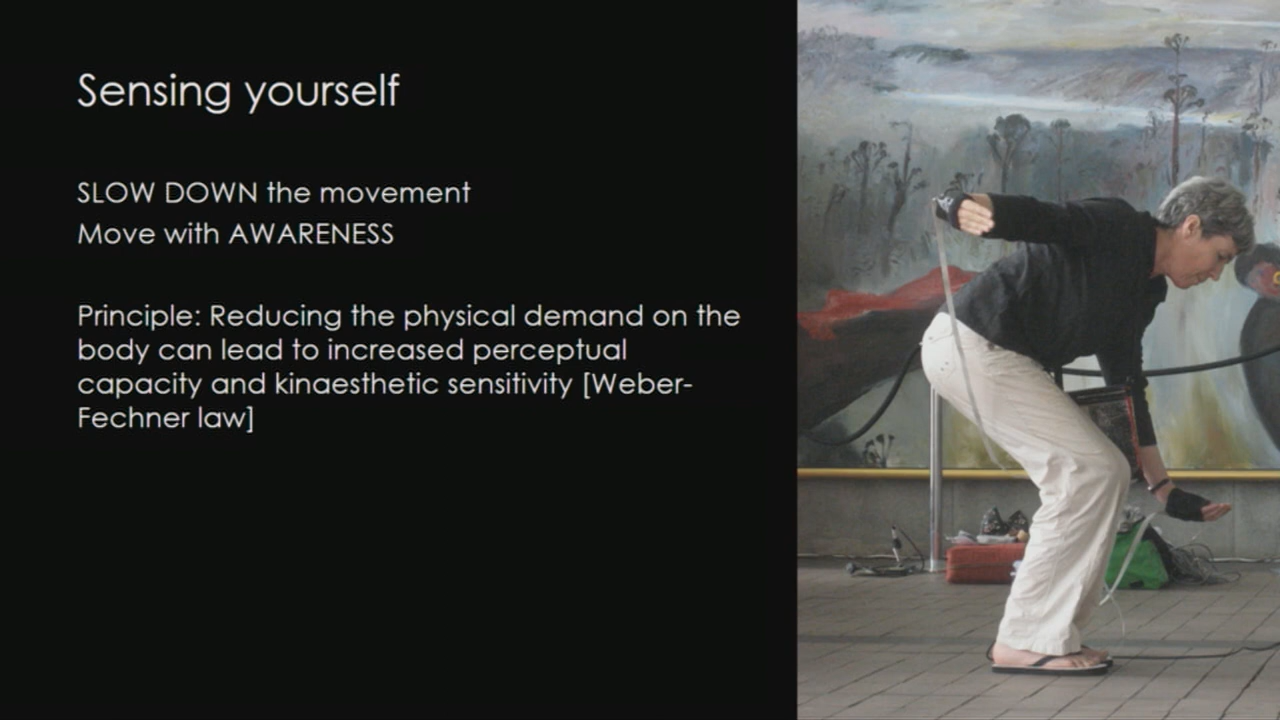 Sensing yourself
SLOW DOWN the movement
Move with AWARENESS
Principle: Reducing the physical demand on the
body can lead to increased perceptual
capacity and kinaesthetic sensitivity [Weber-
Fechner law]